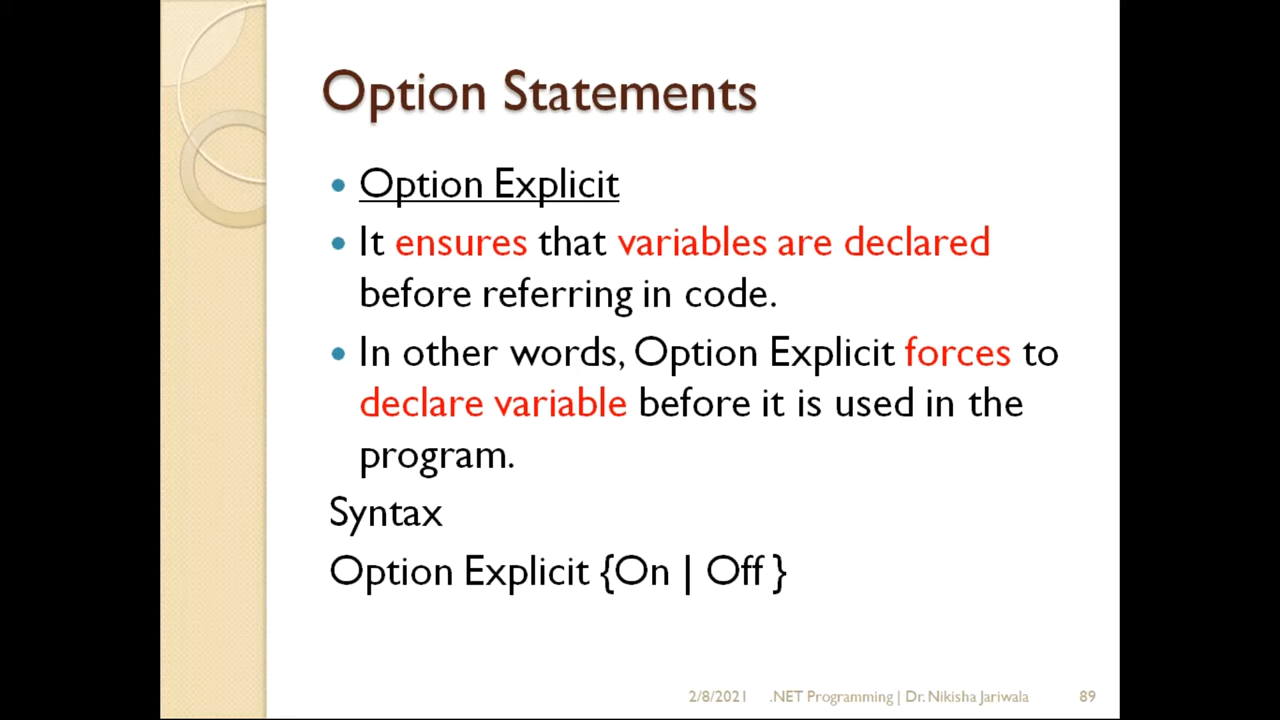 Option Statements
Option Explicit
It ensures that variables are declared
before referring in code.
In other words, Option Explicit forces to
declare variable before it is used in the
program.
Syntax
Option Explicit {On | Off }
2/8/2021 .NET Programming | Dr. Nikisha Jariwala 89